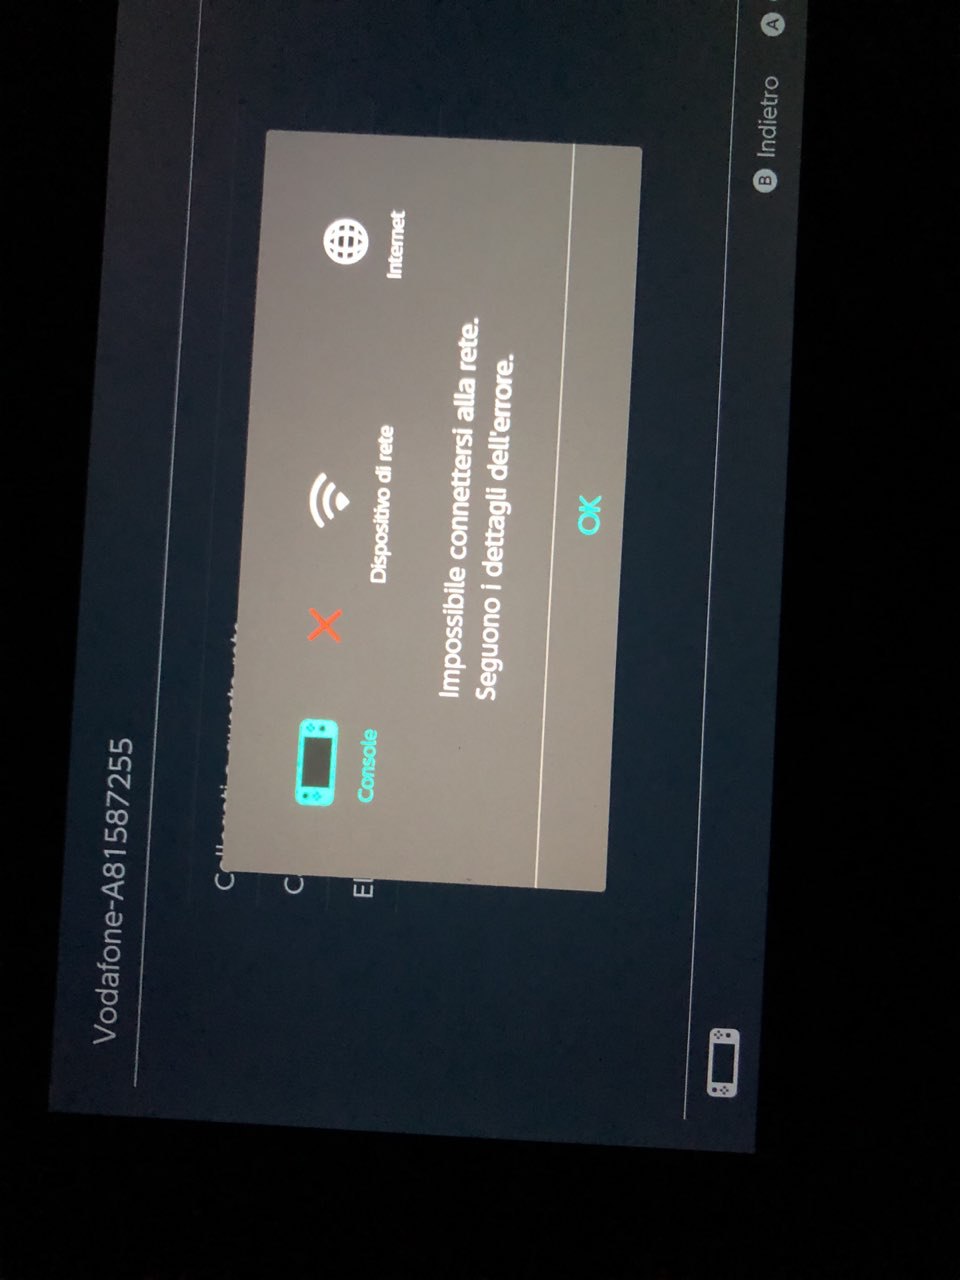 Vodafone-A81587255
Console
Dispositivo di rete
Internet
Impossibile connettersi alla rete.
Seguono i dettagli dell'errore.
OK
B Indietro
A